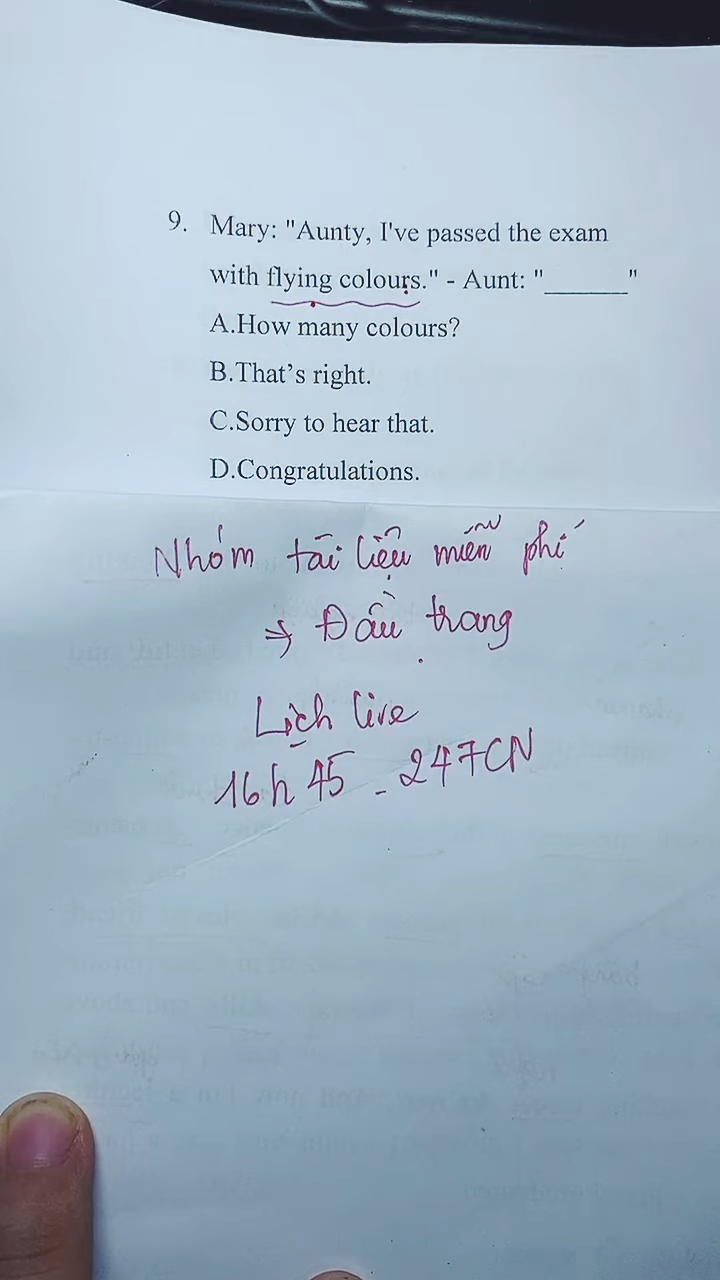 9. Mary: "Aunty, I've passed the exam
with flying colours." - Aunt: "______"
A.How many colours?
B.That's right.
C.Sorry to hear that.
D.Congratulations.
Nhóm tài liệu miễn phí
⇒ Đầu trang
Lịch live
16h45 - 247CN